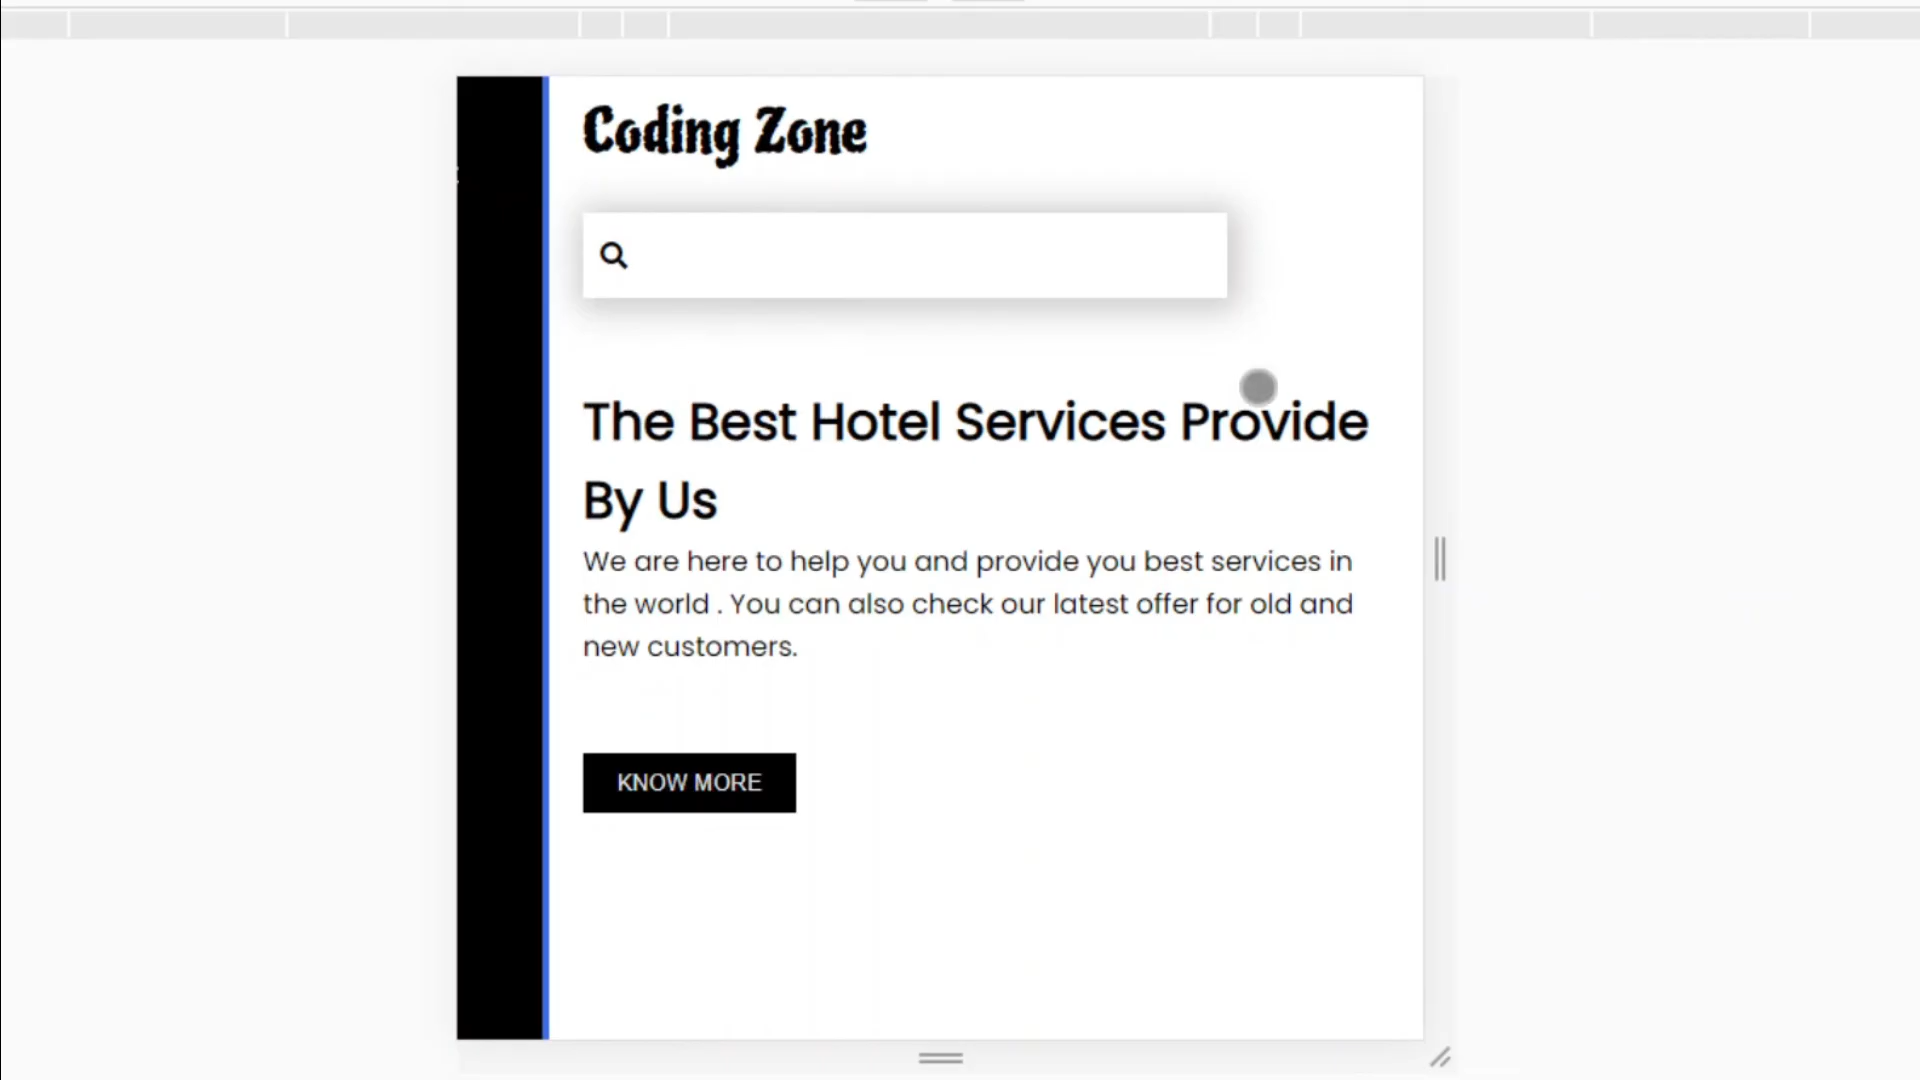 Coding Zone
The Best Hotel Services Provide
By Us
We are here to help you and provide you best services in
the world . You can also check our latest offer for old and
new customers.
KNOW MORE